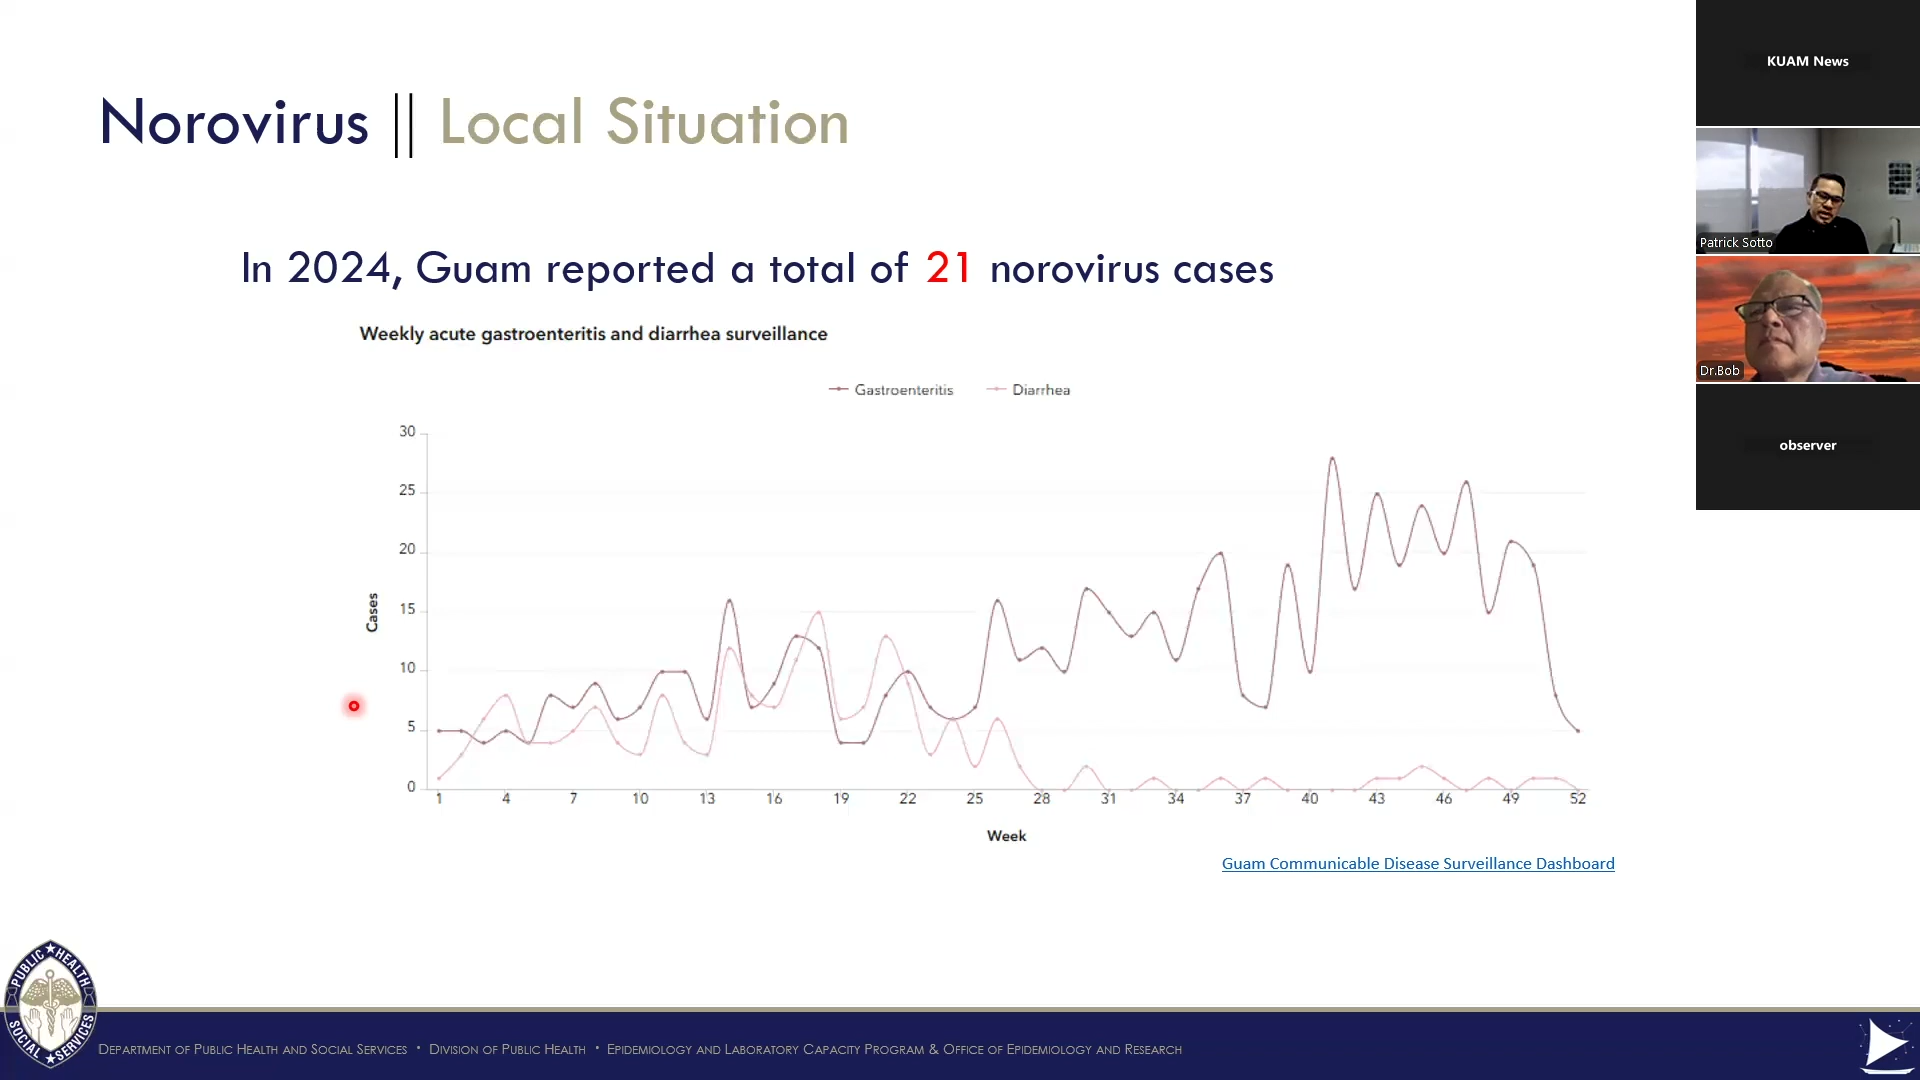 Norovirus || Local Situation
In 2024, Guam reported a total of 21 norovirus cases
Weekly acute gastroenteritis and diarrhea surveillance
Gastroenteritis Diarrhea
30
25
20
15
10
5
0
Cases
1 4 7 10 13 16 19 22 25 28 31 34 37 40 43 46 49 52
Week
Guam Communicable Disease Surveillance Dashboard
PUBLIC HEALTH
SOCIAL SERVICES
DEPARTMENT OF PUBLIC HEALTH AND SOCIAL SERVICES • DIVISION OF PUBLIC HEALTH • EPIDEMIOLOGY AND LABORATORY CAPACITY PROGRAM & OFFICE OF EPIDEMIOLOGY AND RESEARCH
KUAM News
Patrick Sotto
Dr.Bob
observer